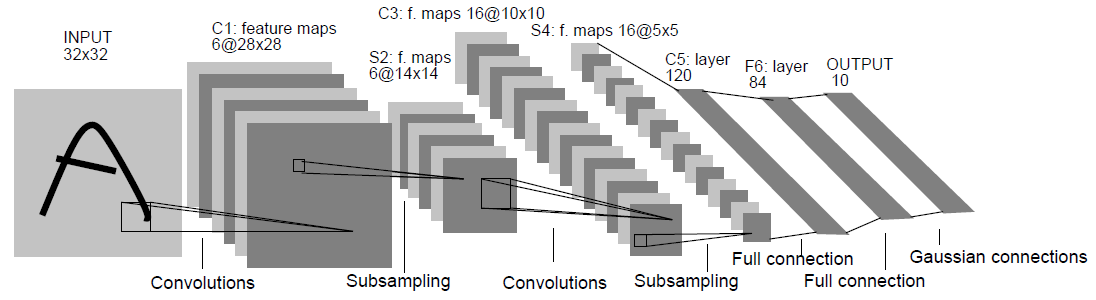 INPUT
32x32
C1: feature maps
6@28x28
S2: f. maps
6@14x14
C3: f. maps 16@10x10
S4: f. maps 16@5x5
C5: layer
120
F6: layer
84
OUTPUT
10
Convolutions
Subsampling
Convolutions
Subsampling
Full connection
Full connection
Gaussian connections
A